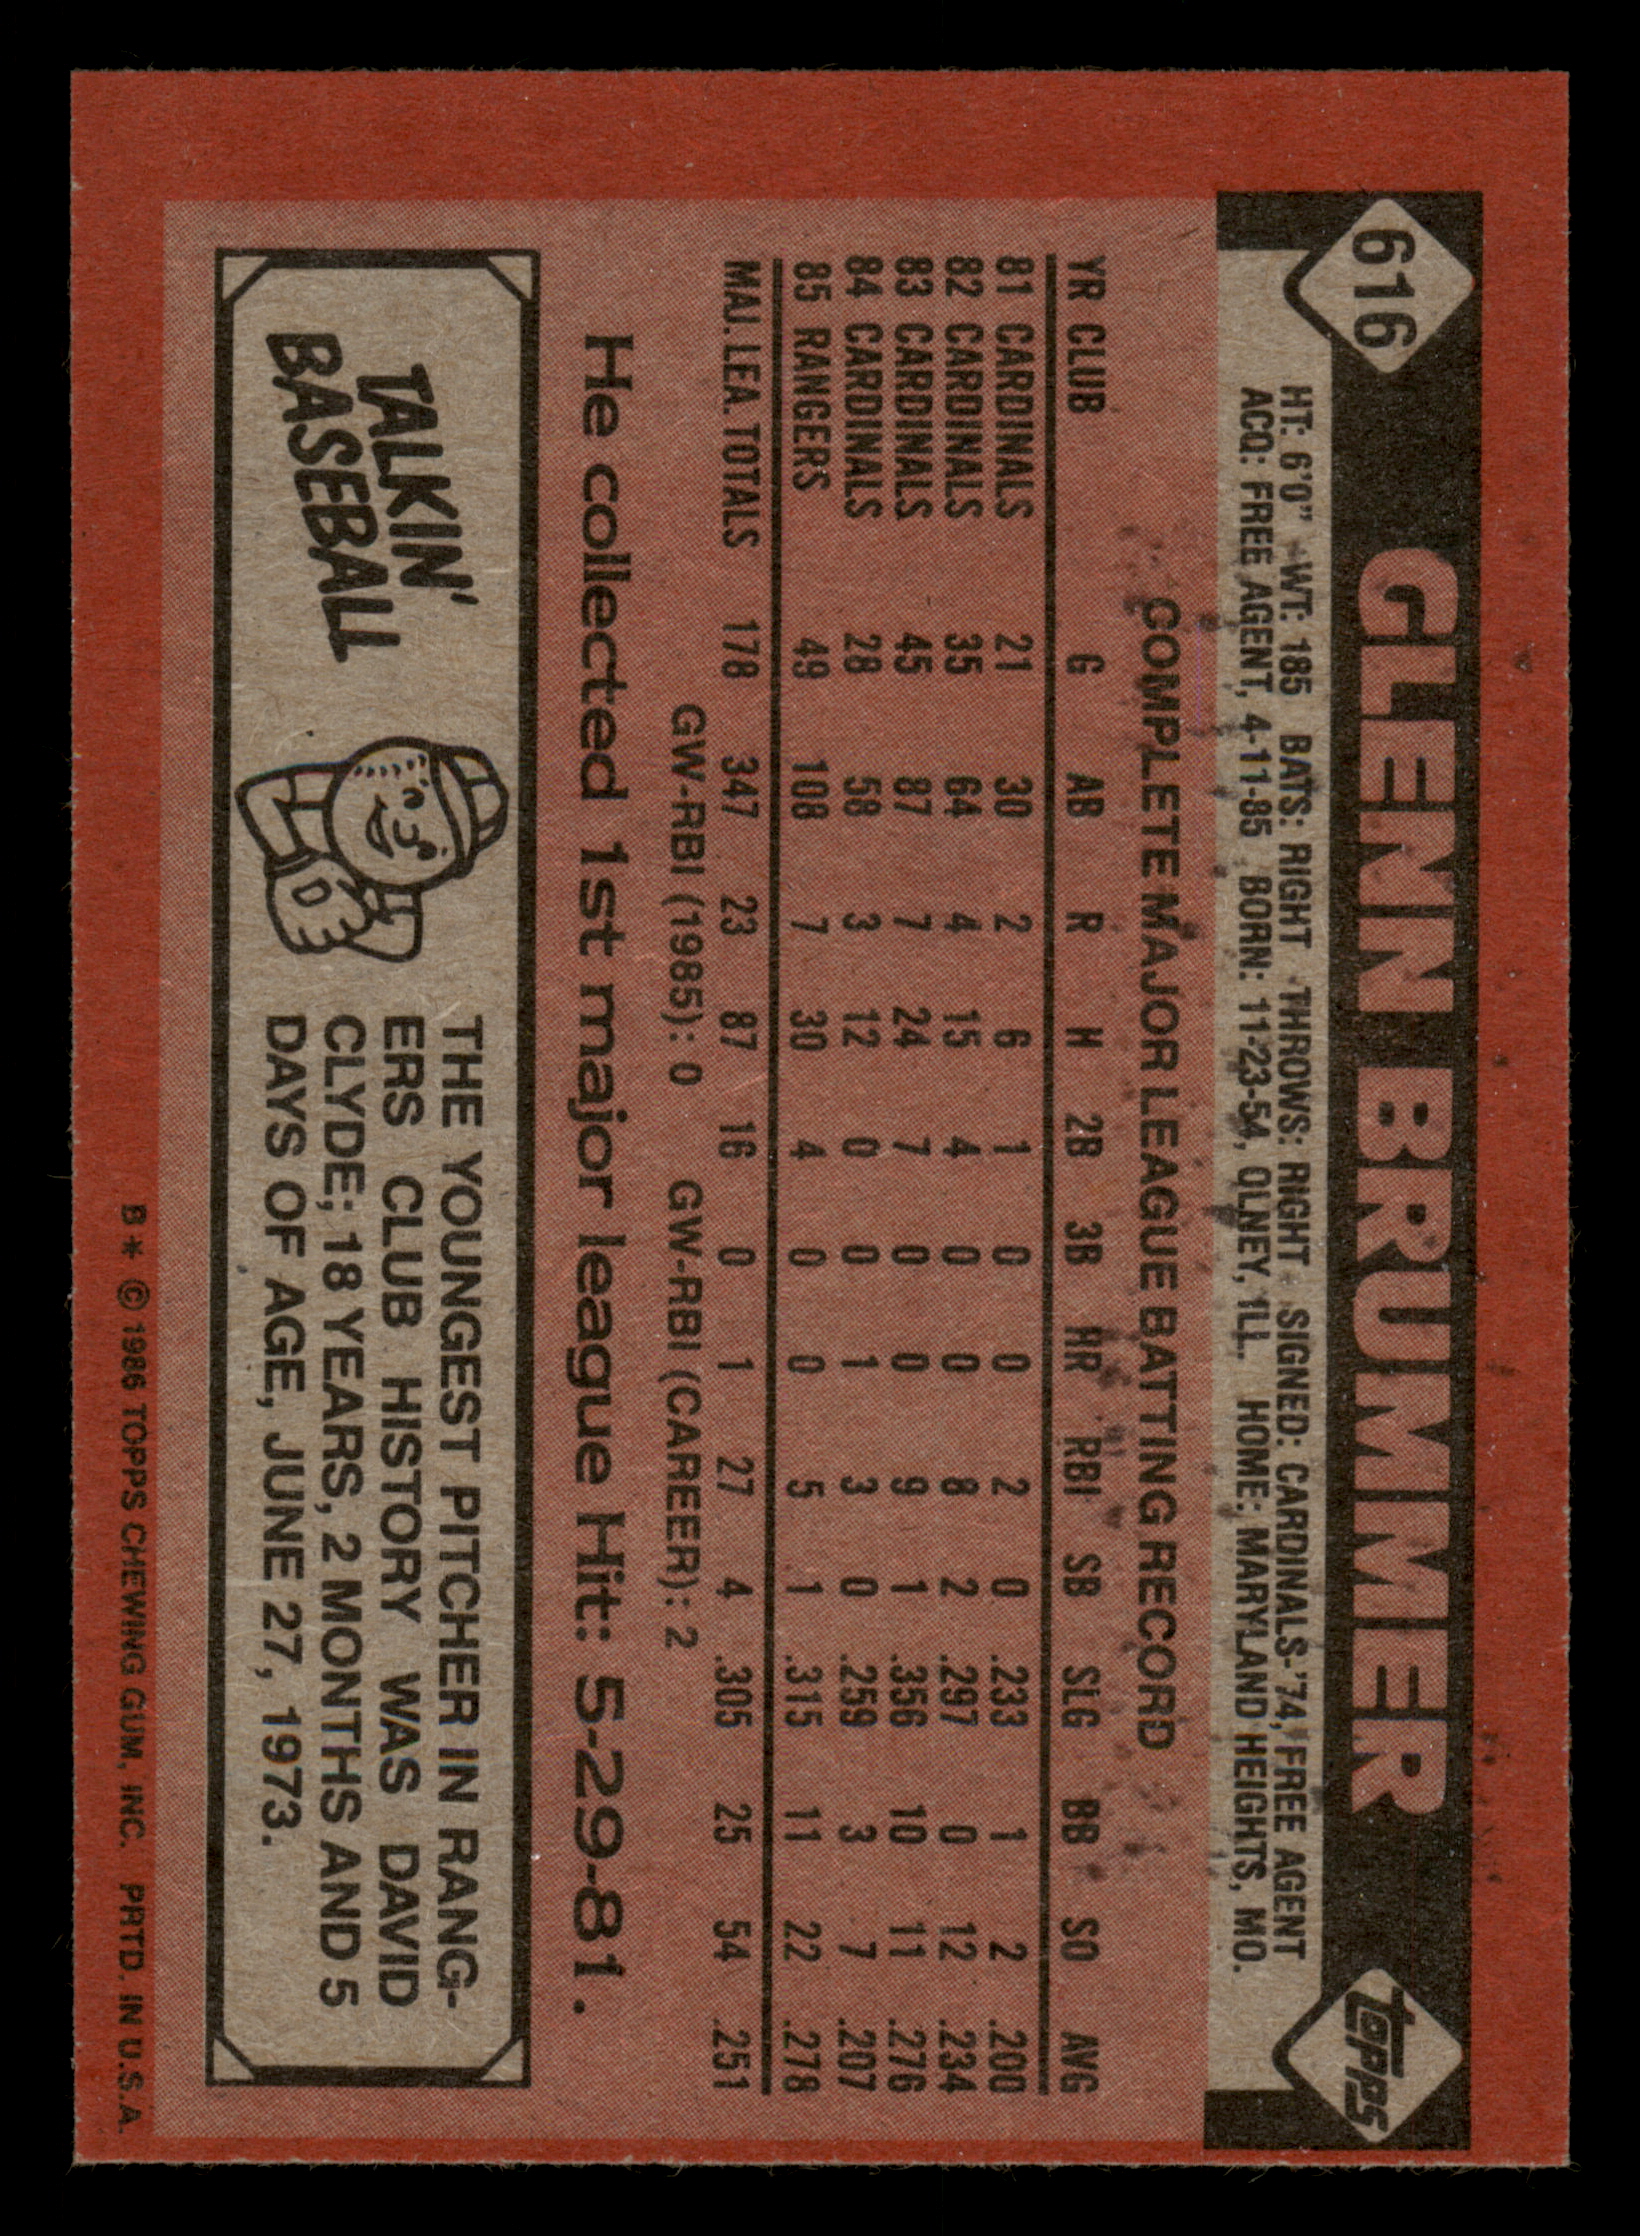 616
GLENN BRUMMER
topps
HT: 6'0" WT: 185 BATS: RIGHT THROWS: RIGHT SIGNED: CARDINALS-'74, FREE AGENT
ACQ: FREE AGENT, 4-11-85 BORN: 11-23-54, OLNEY, ILL. HOME: MARYLAND HEIGHTS, MO.
COMPLETE MAJOR LEAGUE BATTING RECORD
YR CLUB G AB R H 2B 3B HR RBI SB SLG BB SO AVG
81 CARDINALS 21 30 2 6 1 0 0 2 0 .233 1 2 .200
82 CARDINALS 35 64 4 15 4 0 0 8 2 .297 0 12 .234
83 CARDINALS 45 87 7 24 7 0 0 9 1 .356 10 11 .276
84 CARDINALS 28 58 3 12 0 0 1 3 0 .259 3 7 .207
85 RANGERS 49 108 7 30 4 0 0 5 1 .315 11 22 .278
MAJ. LEA. TOTALS 178 347 23 87 16 0 1 27 4 .305 25 54 .251
GW-RBI (1985): 0 GW-RBI (CAREER): 2
He collected 1st major league Hit: 5-29-81.
TALKIN'
BASEBALL
THE YOUNGEST PITCHER IN RANG-
ERS CLUB HISTORY WAS DAVID
CLYDE; 18 YEARS, 2 MONTHS AND 5
DAYS OF AGE, JUNE 27, 1973.
B* © 1986 TOPPS CHEWING GUM, INC. PRTD. IN U.S.A.